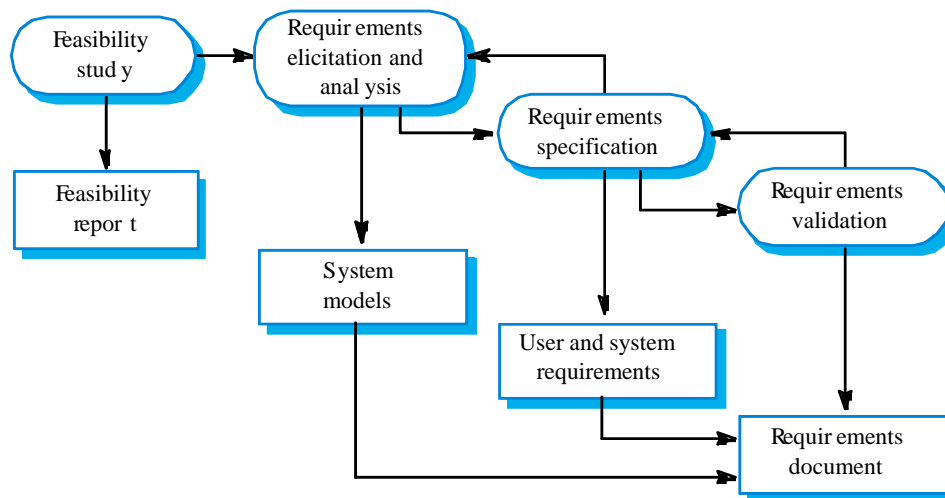 Feasibility
stud y
Requir ements
elicitation and
anal ysis
Requir ements
specification
Requir ements
validation
Feasibility
repor t
System
models
User and system
requirements
Requir ements
document